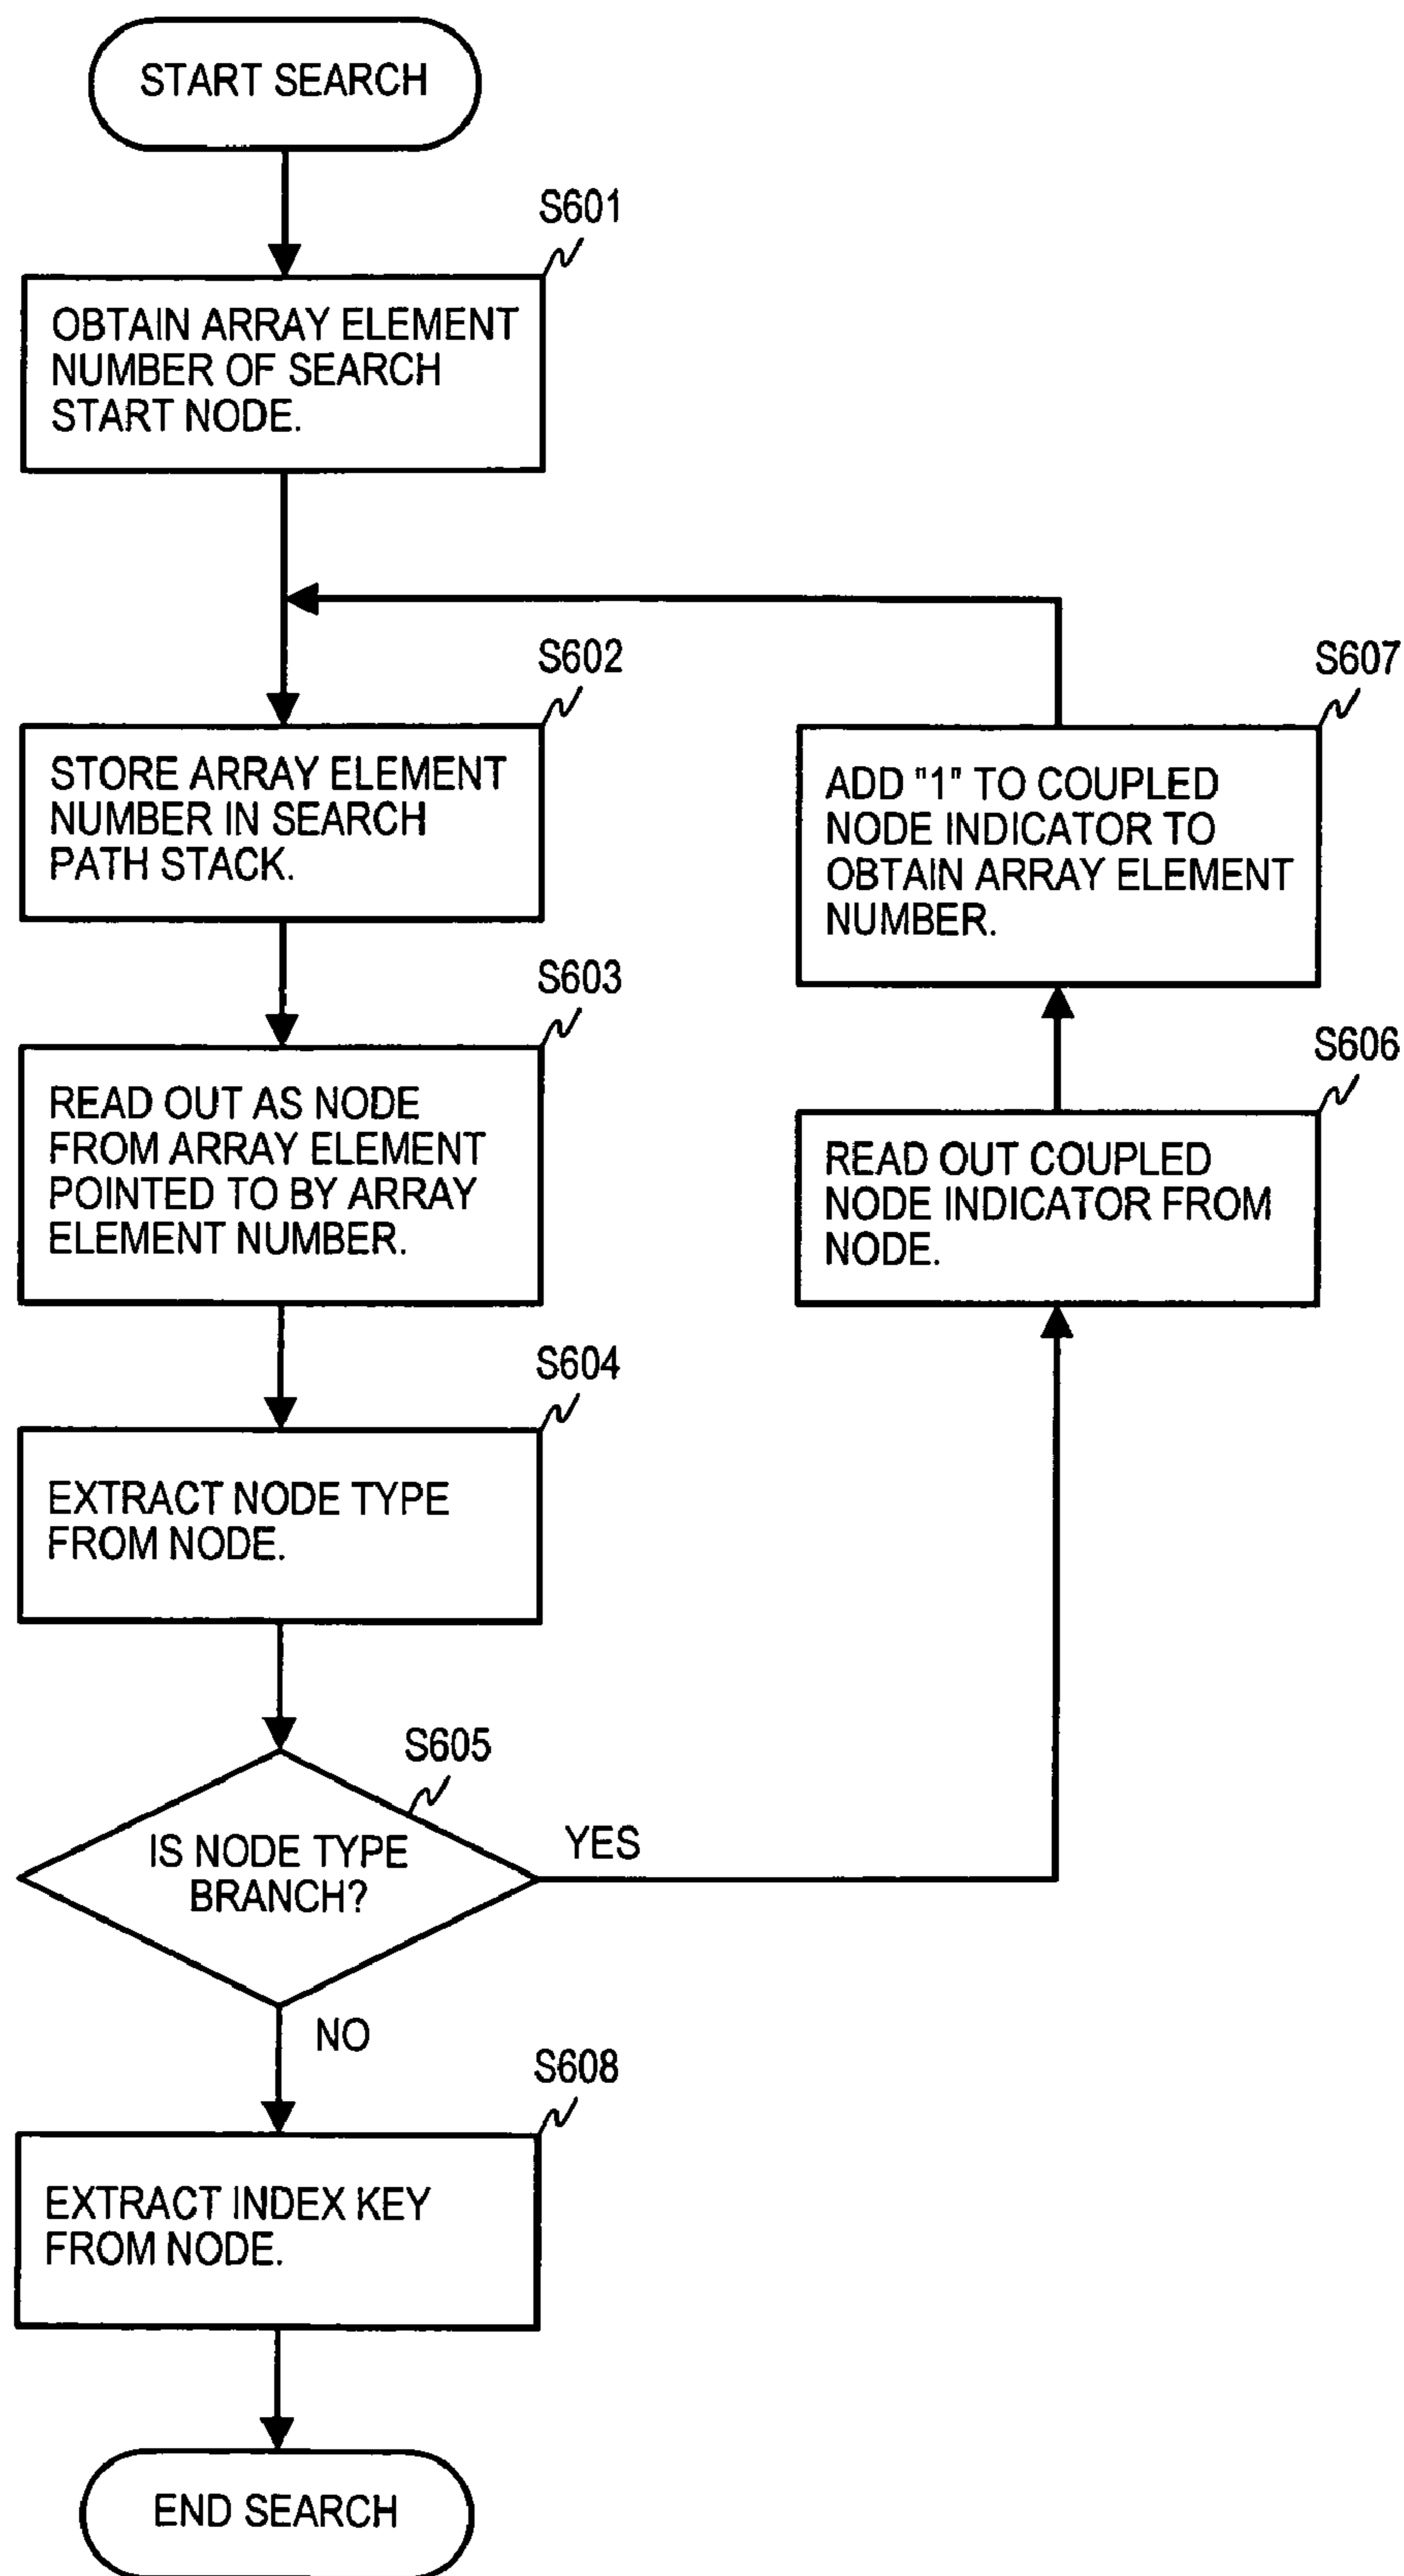 START SEARCH
S601
OBTAIN ARRAY ELEMENT
NUMBER OF SEARCH
START NODE.
S602
STORE ARRAY ELEMENT
NUMBER IN SEARCH
PATH STACK.
S603
READ OUT AS NODE
FROM ARRAY ELEMENT
POINTED TO BY ARRAY
ELEMENT NUMBER.
S604
EXTRACT NODE TYPE
FROM NODE.
S605
IS NODE TYPE
BRANCH?
YES
S606
READ OUT COUPLED
NODE INDICATOR FROM
NODE.
S607
ADD "1" TO COUPLED
NODE INDICATOR TO
OBTAIN ARRAY ELEMENT
NUMBER.
NO
S608
EXTRACT INDEX KEY
FROM NODE.
END SEARCH